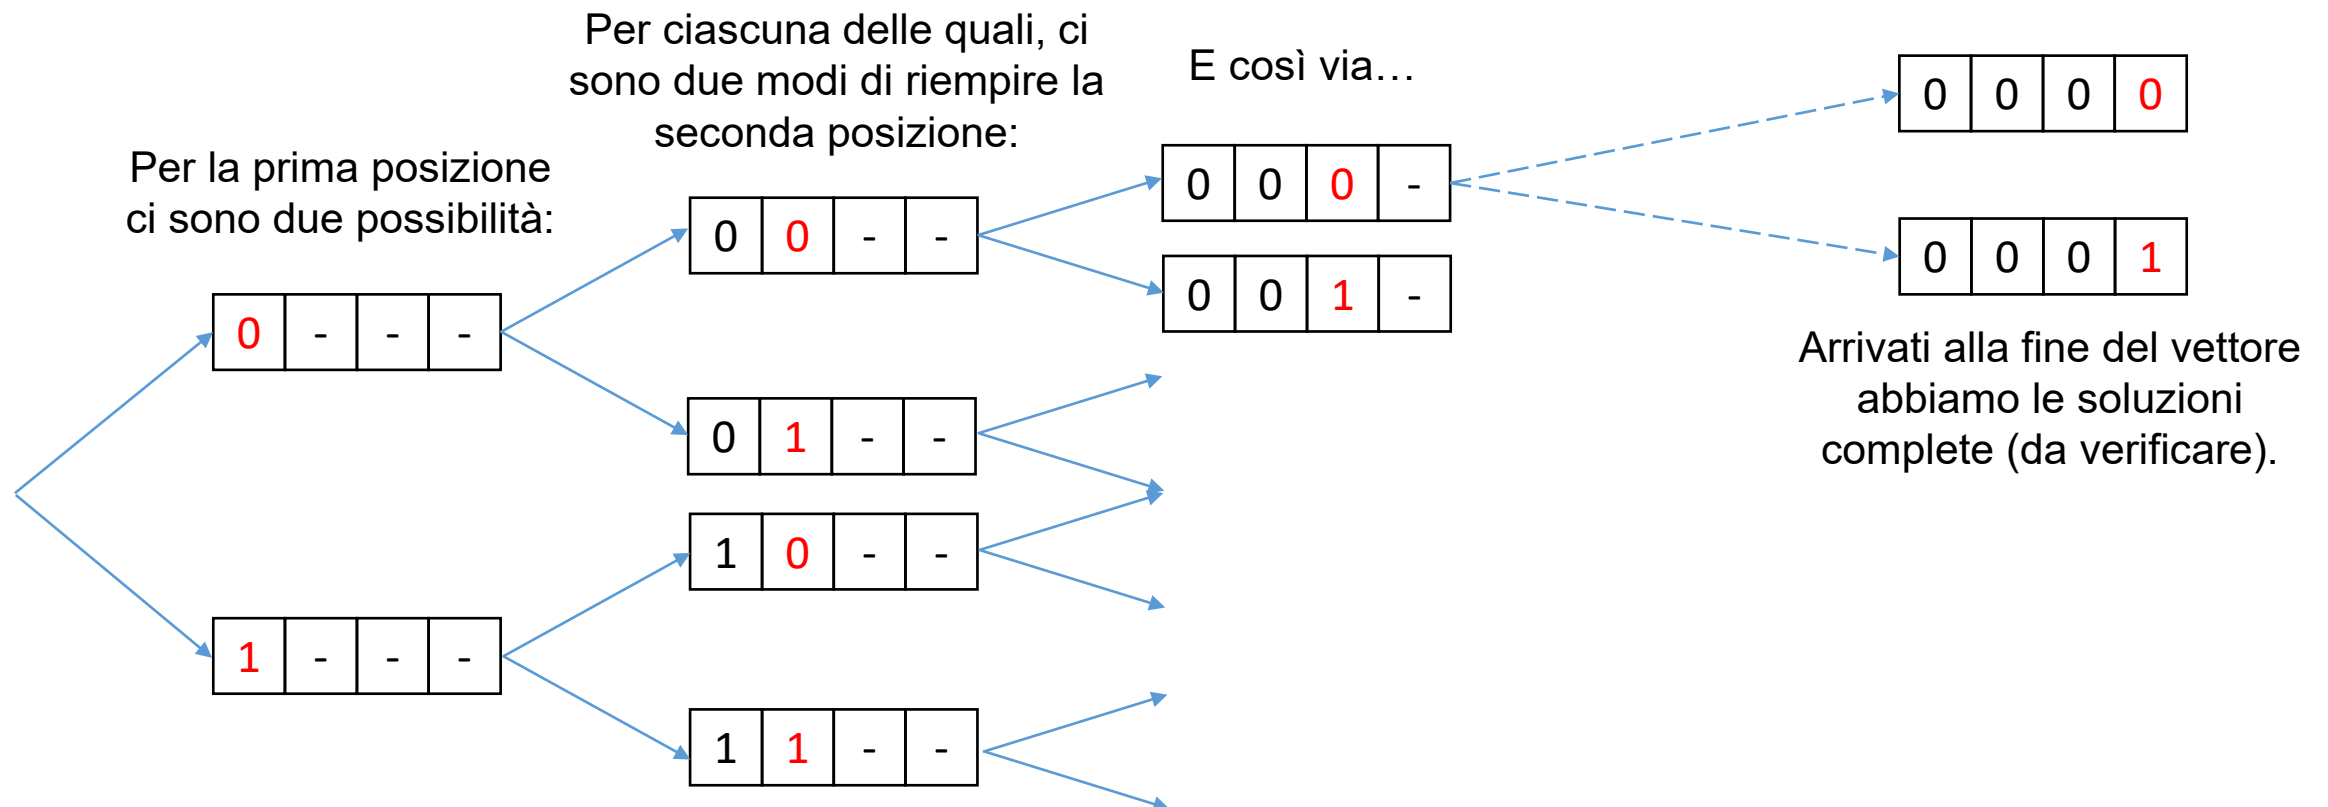 Per la prima posizione
ci sono due possibilità:
0 - - -
1 - - -
Per ciascuna delle quali, ci
sono due modi di riempire la
seconda posizione:
0 0 - -
0 1 - -
1 0 - -
1 1 - -
E così via…
0 0 0 -
0 0 1 -
0 0 0 0
0 0 0 1
Arrivati alla fine del vettore
abbiamo le soluzioni
complete (da verificare).